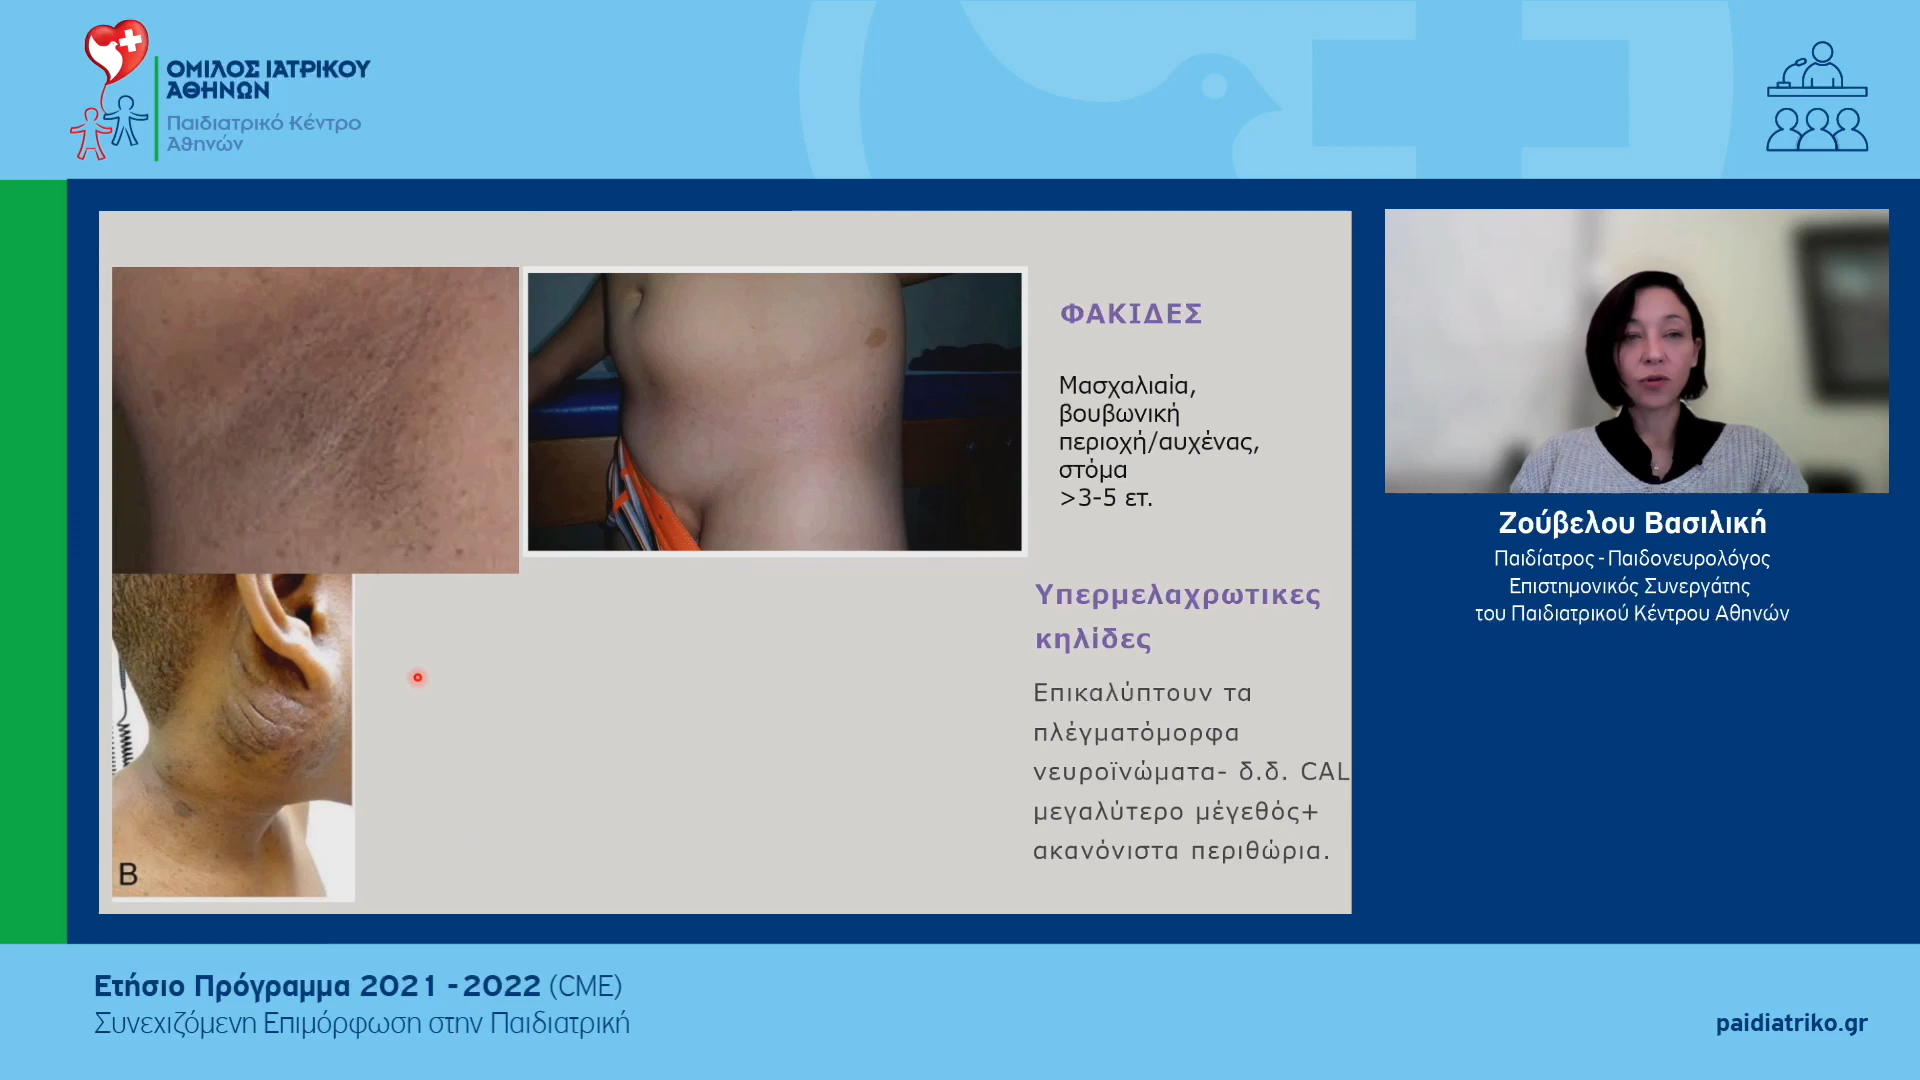 ΟΜΙΛΟΣ ΙΑΤΡΙΚΟΥ
ΑΘΗΝΩΝ
Παιδιατρικό Κέντρο
Αθηνών
ΦΑΚΙΔΕΣ
Μασχαλιαία,
βουβωνική
περιοχή/αυχένας,
στόμα
>3-5 ετ.
Υπερμελαχρωτικες
κηλίδες
Επικαλύπτουν τα
πλέγματόμορφα
νευροϊνώματα- δ.δ. CAL
μεγαλύτερο μέγεθός+
ακανόνιστα περιθώρια.
B
Ζούβελου Βασιλική
Παιδίατρος - Παιδονευρολόγος
Επιστημονικός Συνεργάτης
του Παιδιατρικού Κέντρου Αθηνών
Ετήσιο Πρόγραμμα 2021 - 2022 (CME)
Συνεχιζόμενη Επιμόρφωση στην Παιδιατρική
paidiatriko.gr